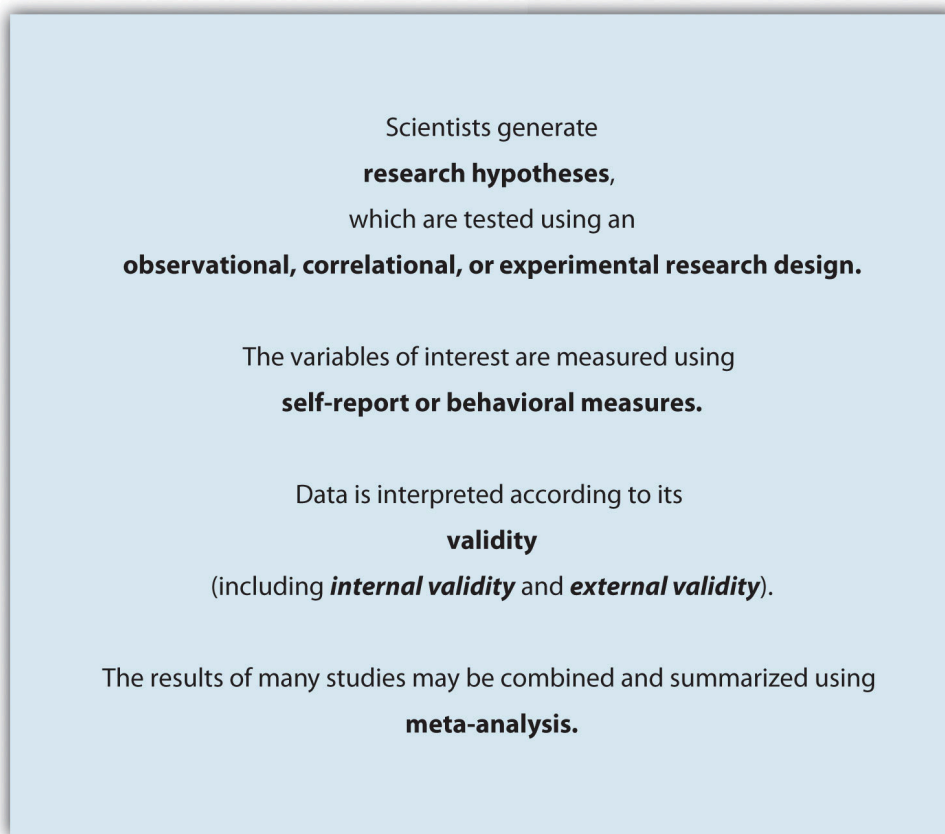 Scientists generate
research hypotheses,
which are tested using an
observational, correlational, or experimental research design.
The variables of interest are measured using
self-report or behavioral measures.
Data is interpreted according to its
validity
(including internal validity and external validity).
The results of many studies may be combined and summarized using
meta-analysis.